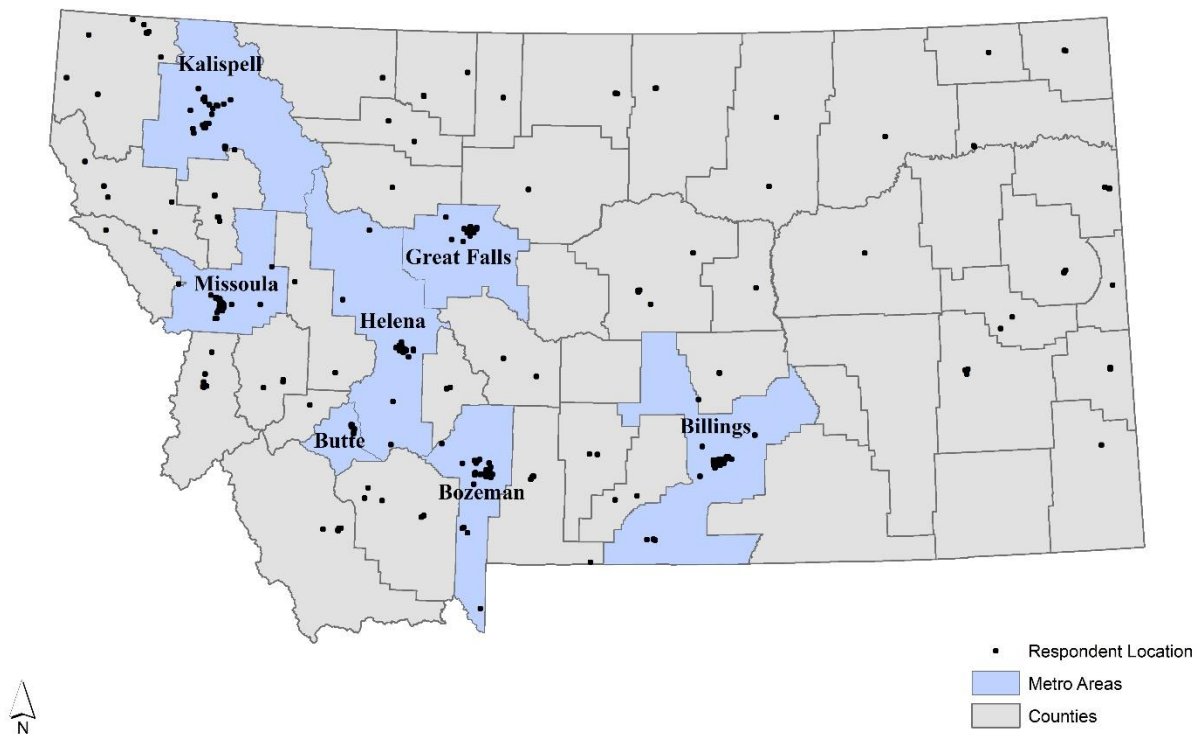 Kalispell
Great Falls
Missoula
Helena
Butte
Billings
Bozeman
Respondent Location
Metro Areas
Counties
N